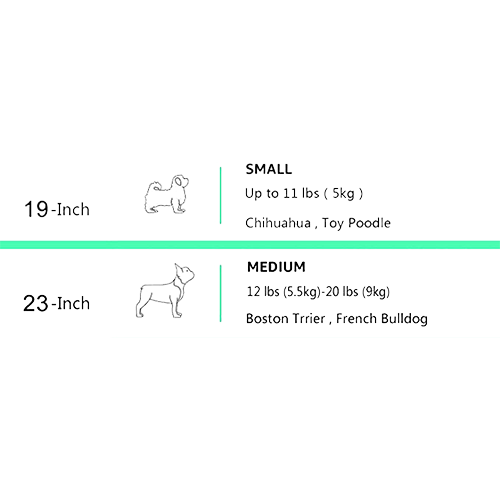 SMALL
Up to 11 lbs ( 5kg )
19-Inch
Chihuahua , Toy Poodle
MEDIUM
12 lbs (5.5kg)-20 lbs (9kg)
23-Inch
Boston Trrier , French Bulldog